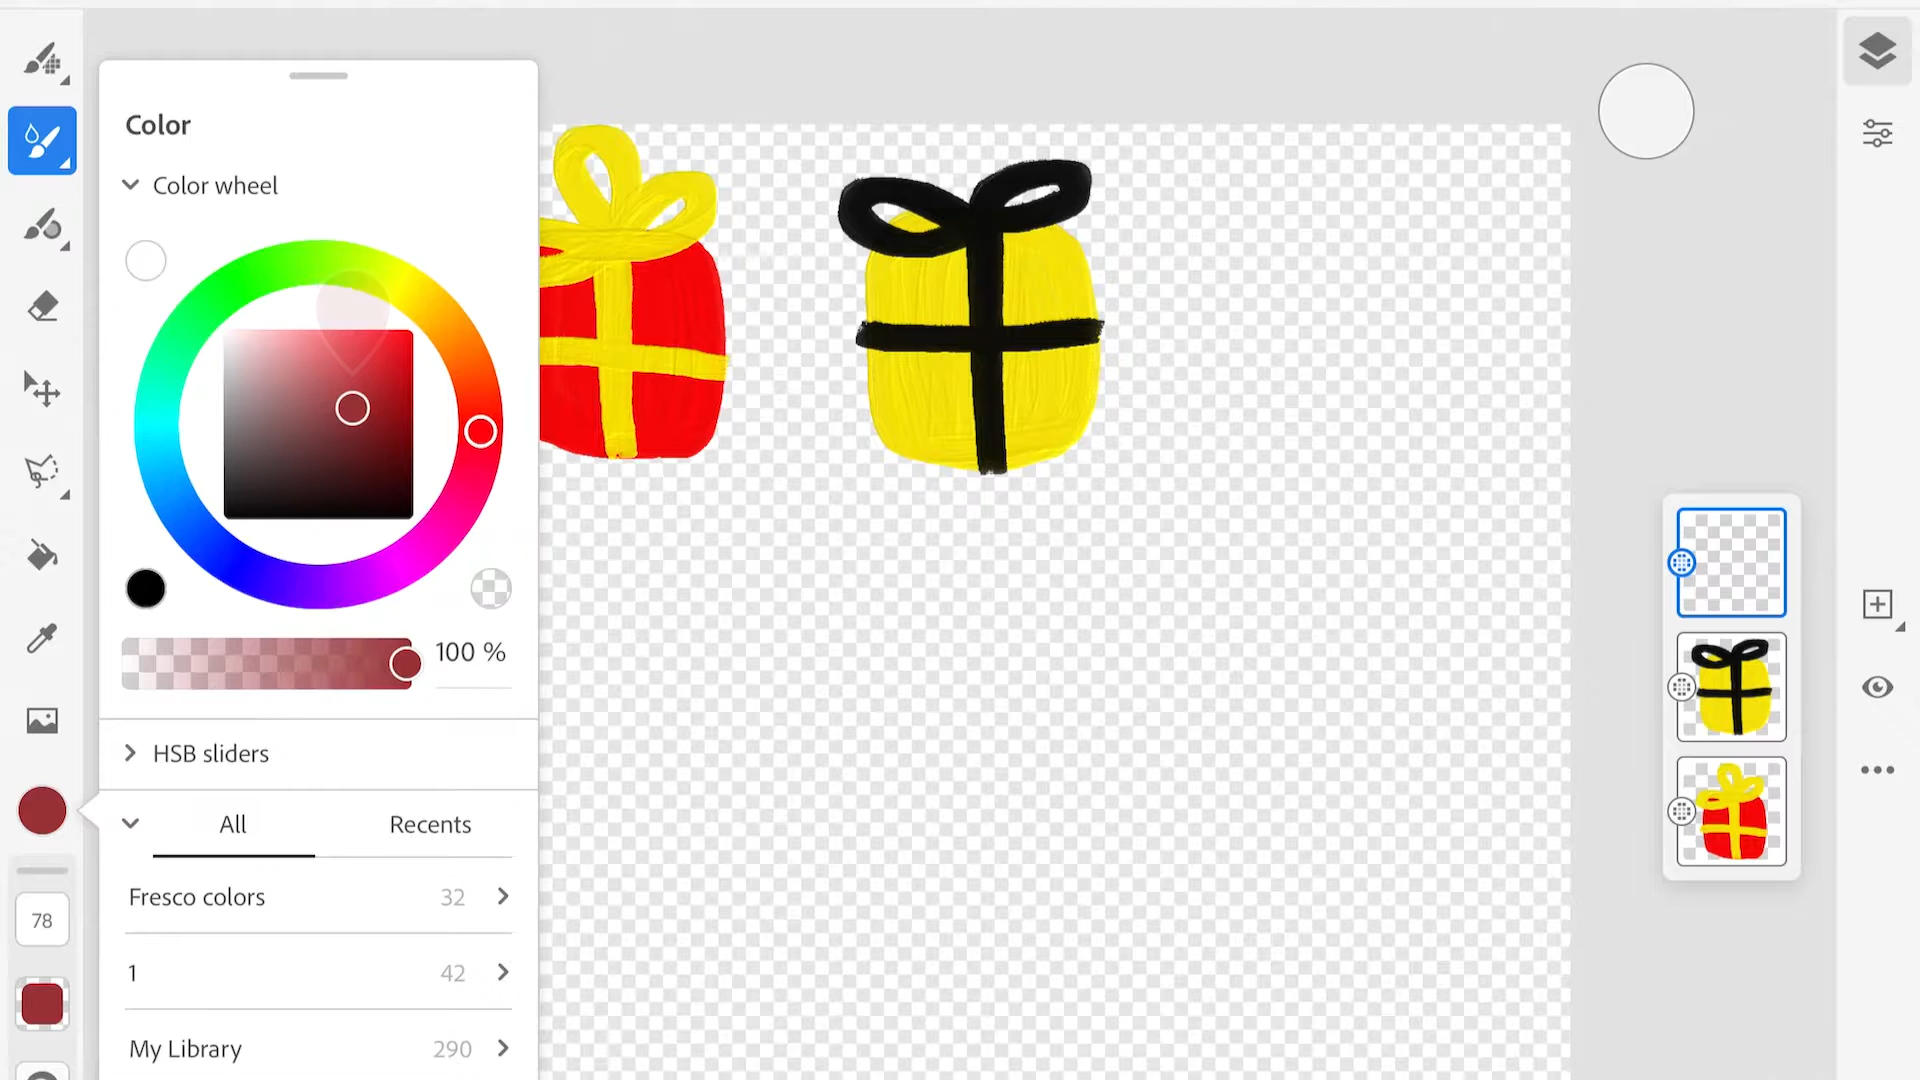 Color
Color wheel
100 %
HSB sliders
All Recents
Fresco colors 32
78
1 42
My Library 290